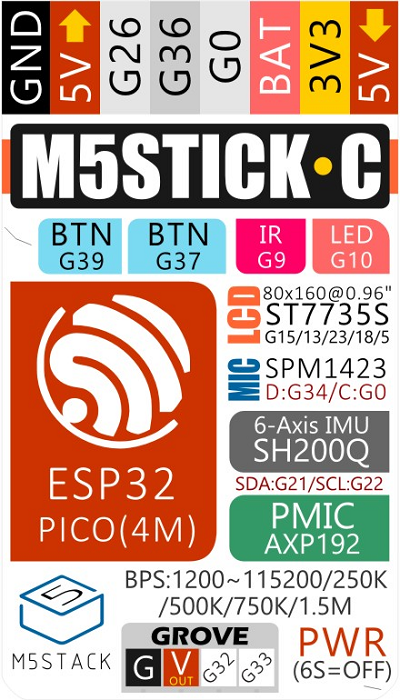 GND
5V
G26
G36
G0
BAT
3V3
5V
M5STICK·C
BTN
G39
BTN
G37
IR
G9
LED
G10
ESP32
PICO(4M)
LCD
80x160@0.96"
ST7735S
G15/13/23/18/5
MIC
SPM1423
D:G34/C:G0
6-Axis IMU
SH200Q
SDA:G21/SCL:G22
PMIC
AXP192
5
M5STACK
BPS:1200~115200/250K
/500K/750K/1.5M
GROVE
G
V
OUT
G32
G33
PWR
(6S=OFF)